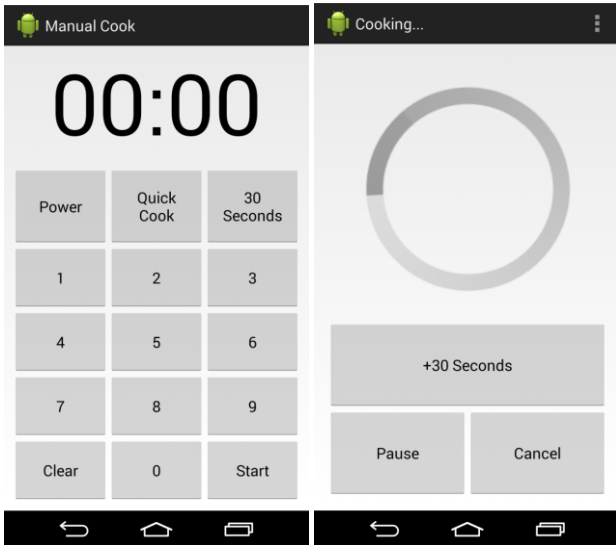 Manual Cook
00:00
Power
Quick
Cook
30
Seconds
1
2
3
4
5
6
7
8
9
Clear
0
Start
Cooking...
+30 Seconds
Pause
Cancel